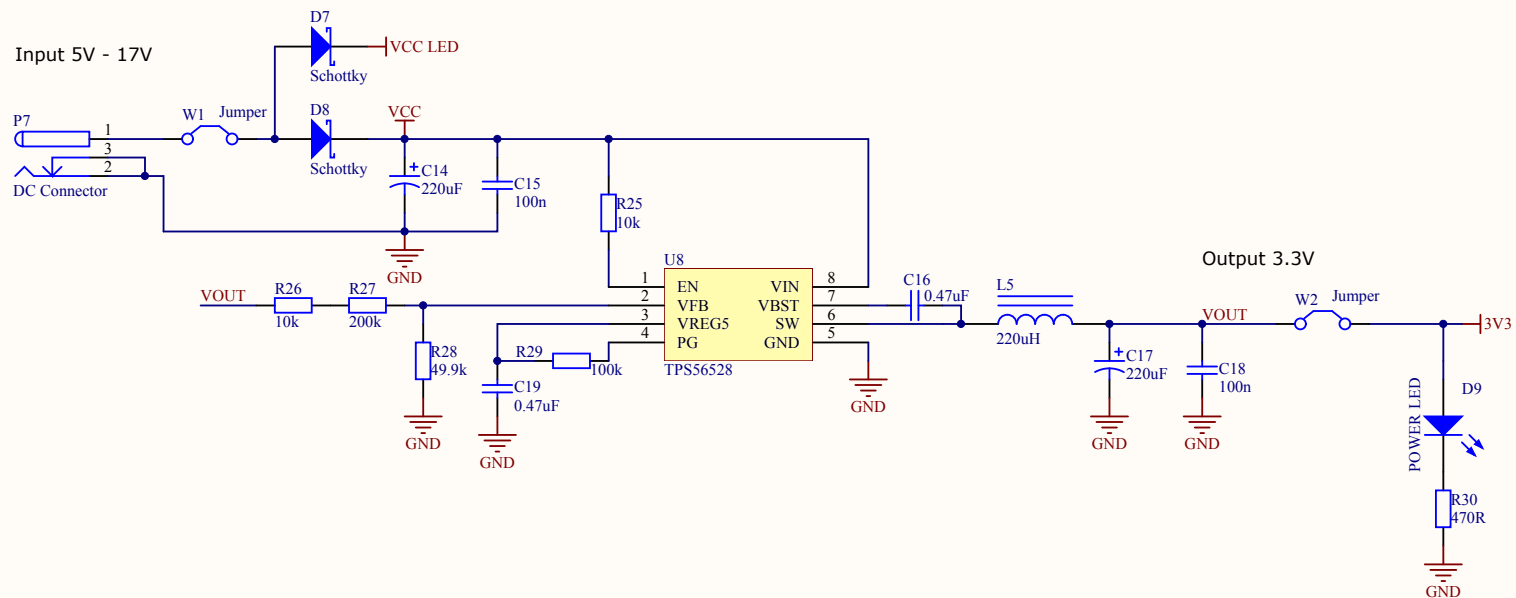 D7
VCC LED
Schottky
Input 5V - 17V
P7
1
3
2
DC Connector
W1
Jumper
D8
Schottky
VCC
C14
220uF
C15
100n
GND
R25
10k
VOUT
R26
10k
R27
200k
R28
49.9k
GND
C19
0.47uF
GND
R29
100k
U8
1
EN
2
VFB
3
VREG5
4
PG
VIN
8
VBST
7
SW
6
GND
5
TPS56528
GND
C16
0.47uF
L5
220uH
C17
220uF
GND
C18
100n
GND
Output 3.3V
VOUT
W2
Jumper
3V3
D9
POWER LED
R30
470R
GND